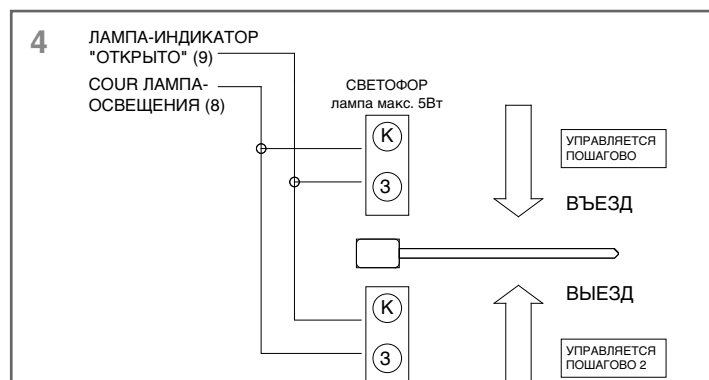 4
ЛАМПА-ИНДИКАТОР
"ОТКРЫТО" (9)
COUR ЛАМПА-
ОСВЕЩЕНИЯ (8)
СВЕТОФОР
лампа макс. 5Вт
К
З
УПРАВЛЯЕТСЯ
ПОШАГОВО
ВЪЕЗД
ВЫЕЗД
К
З
УПРАВЛЯЕТСЯ
ПОШАГОВО 2